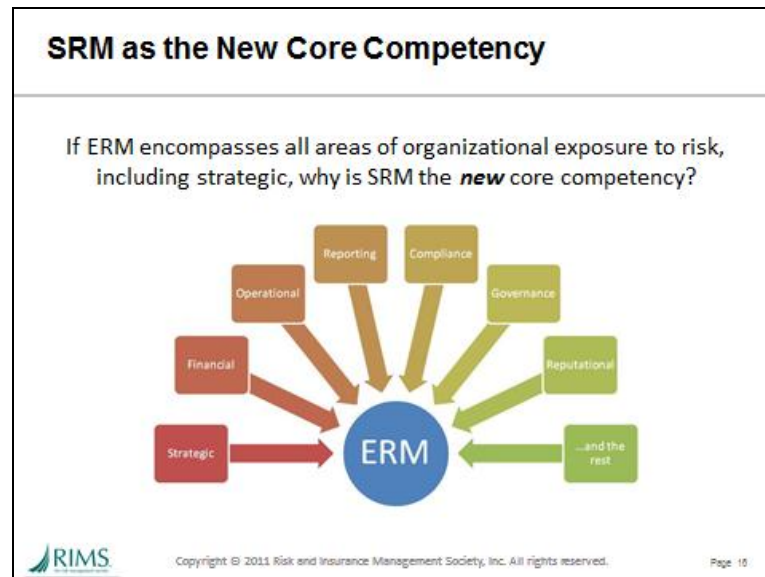 SRM as the New Core Competency
If ERM encompasses all areas of organizational exposure to risk,
including strategic, why is SRM the new core competency?
Reporting
Compliance
Operational
Governance
Financial
Reputational
Strategic
ERM
...and the
rest
RIMS
Copyright © 2011 Risk and Insurance Management Society, Inc. All rights reserved.
Page 16